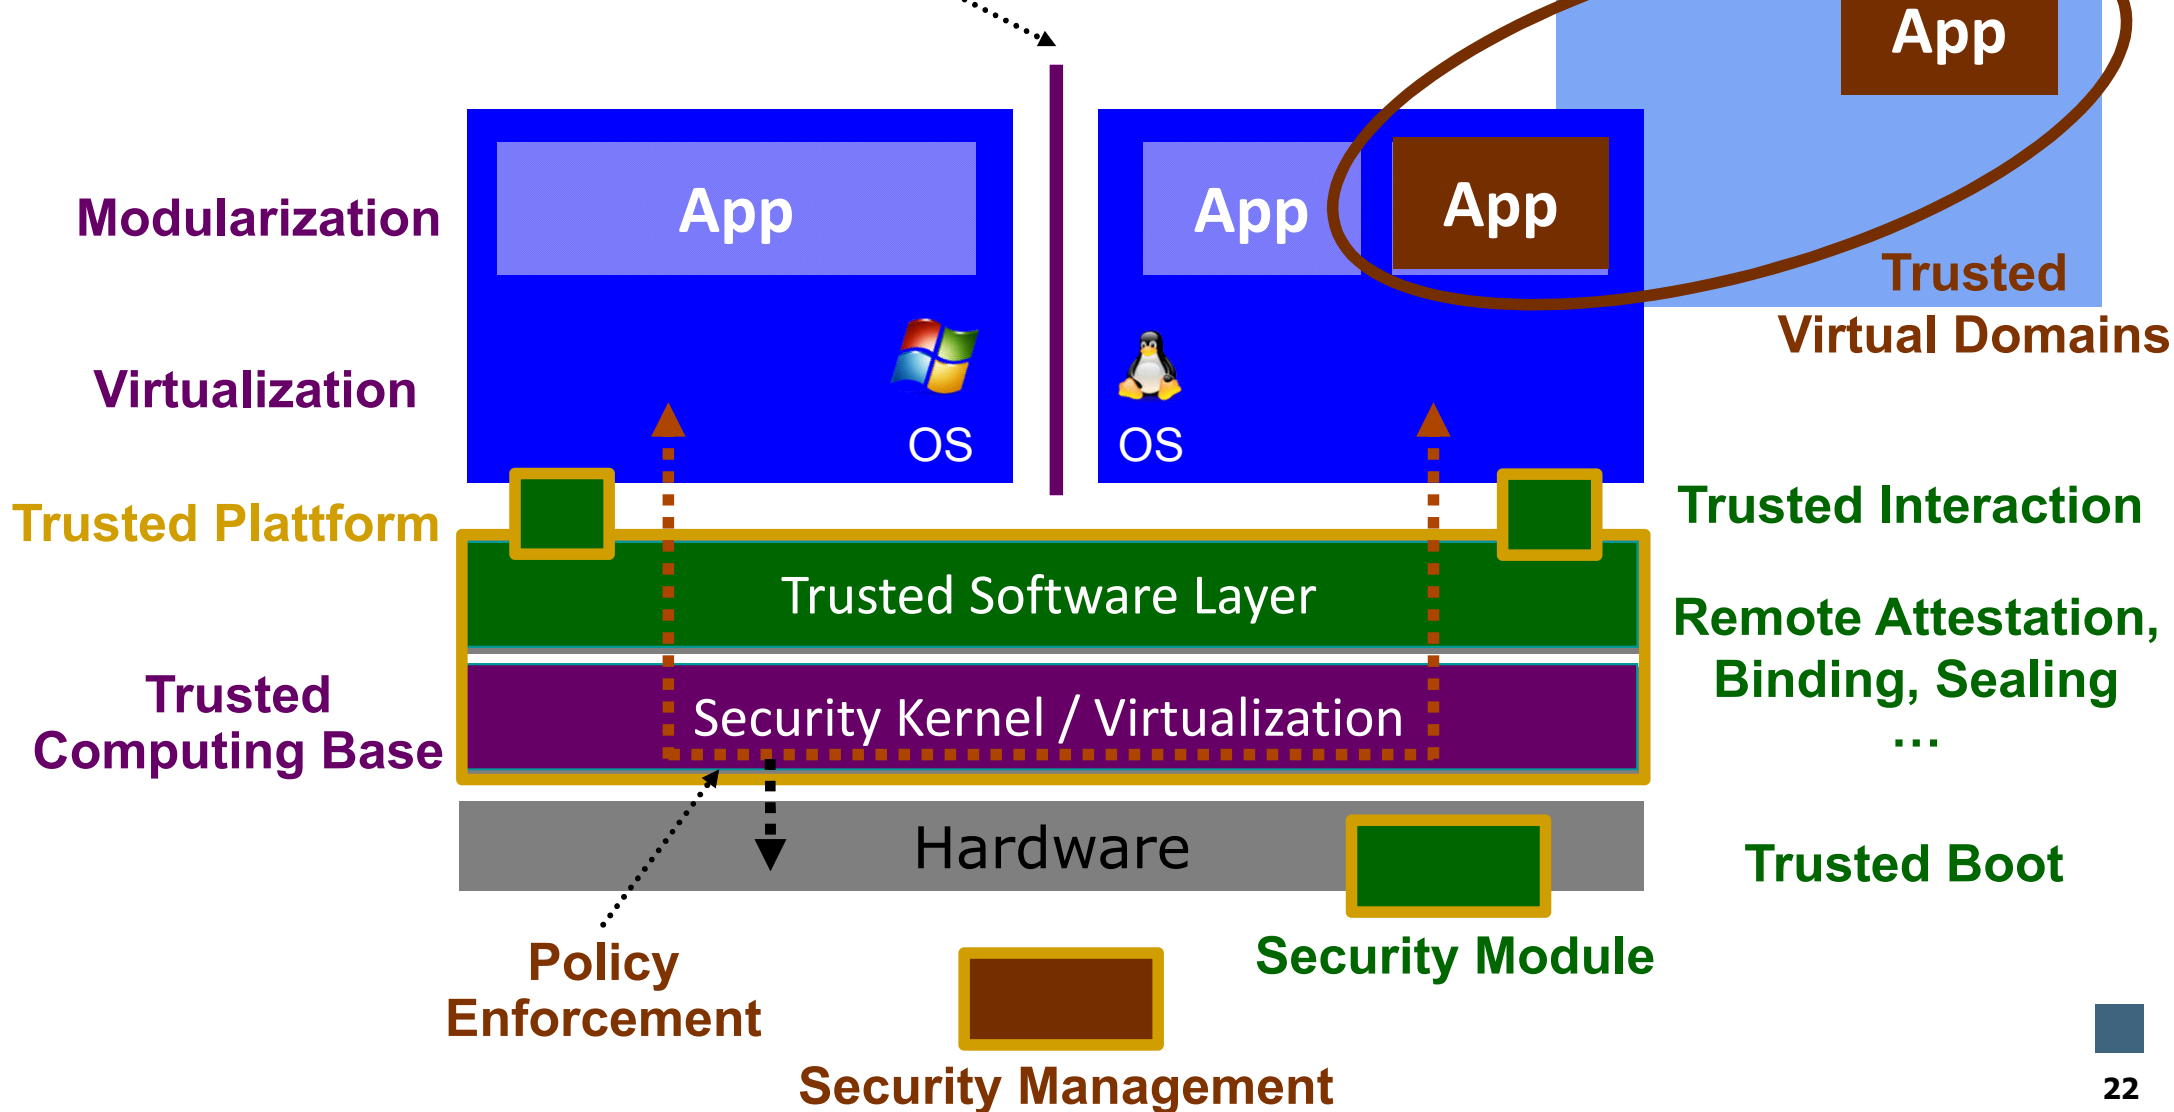 App
App
App
App
Modularization
Trusted
Virtual Domains
Virtualization
OS
OS
Trusted Plattform
Trusted Interaction
Trusted Software Layer
Remote Attestation,
Binding, Sealing
...
Trusted
Computing Base
Security Kernel / Virtualization
Hardware
Trusted Boot
Policy
Enforcement
Security Module
Security Management
22